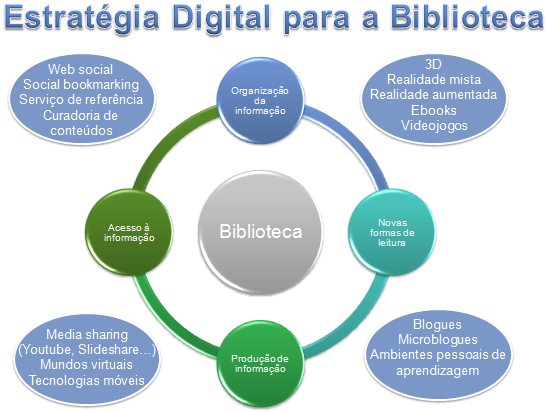 Estratégia Digital para a Biblioteca
Web social
Social bookmarking
Serviço de referência
Curadoria de
conteúdos
3D
Realidade mista
Realidade aumentada
Ebooks
Videojogos
Organização
da
informação
Acesso à
informação
Biblioteca
Novas
formas de
leitura
Produção de
informação
Media sharing
(Youtube, Slideshare...)
Mundos virtuais
Tecnologias móveis
Blogues
Microblogues
Ambientes pessoais de
aprendizagem